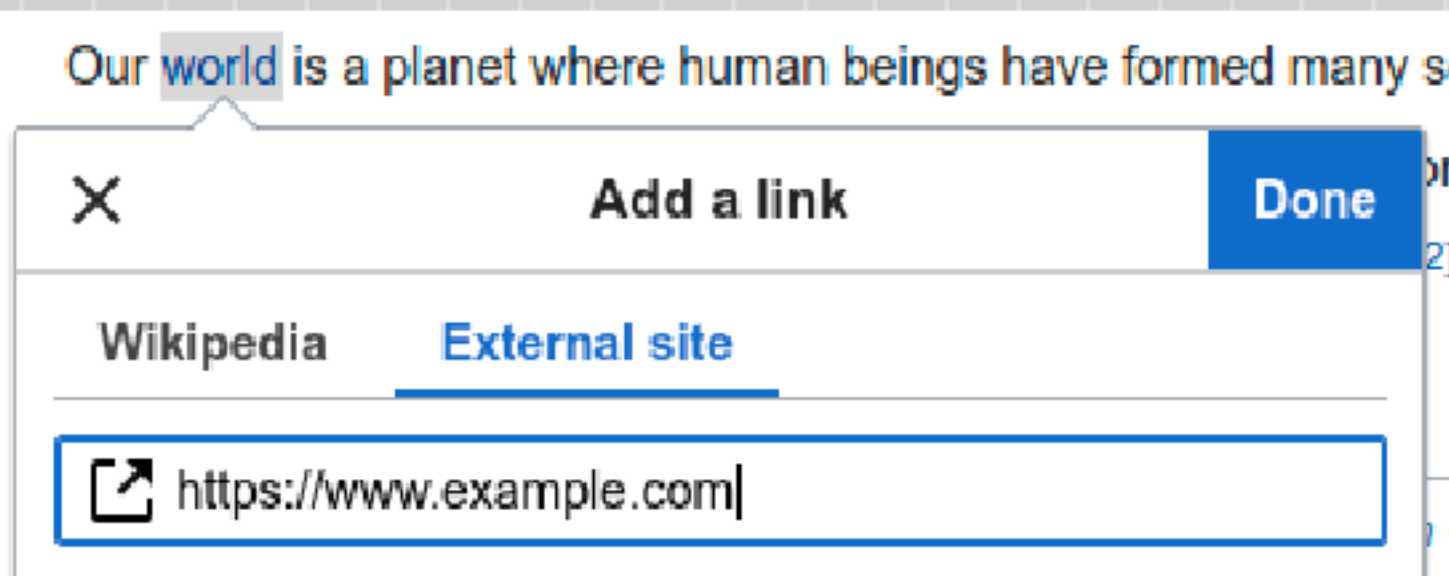 Our world is a planet where human beings have formed many
Add a link
Done
Wikipedia External site
https://www.example.com